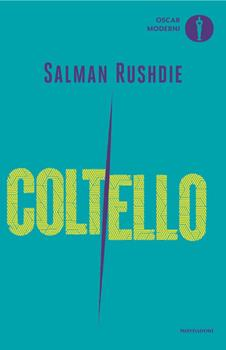 OSCAR
MODERNI
SALMAN RUSHDIE
COLTELLO
MONDADORI